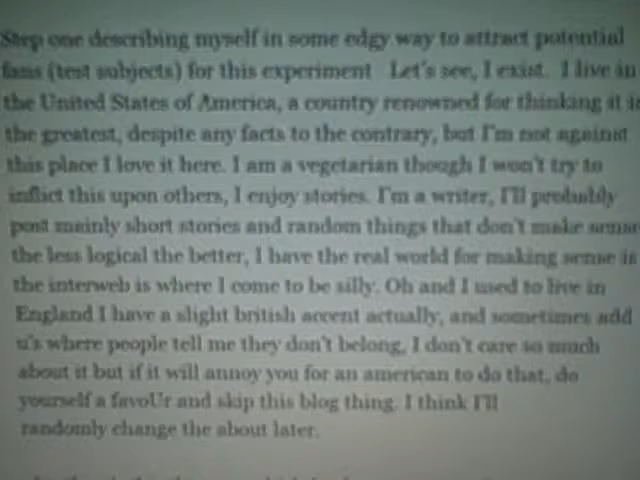 Step one describing myself in some edgy way to attract potential
fans (test subjects) for this experiment Let's see, I exist. I live in
the United States of America, a country renowned for thinking it is
the greatest, despite any facts to the contrary, but I'm not against
this place I love it here. I am a vegetarian though I won't try to
inflict this upon others, I enjoy stories. I'm a writer, I'll probably
post mainly short stories and random things that don't make sense
the less logical the better, I have the real world for making sense in
the interweb is where I come to be silly. Oh and I used to live in
England I have a slight british accent actually, and sometimes add
u's where people tell me they don't belong, I don't care so much
about it but if it will annoy you for an american to do that, do
yourself a favoUr and skip this blog thing. I think I'll
randomly change the about later.